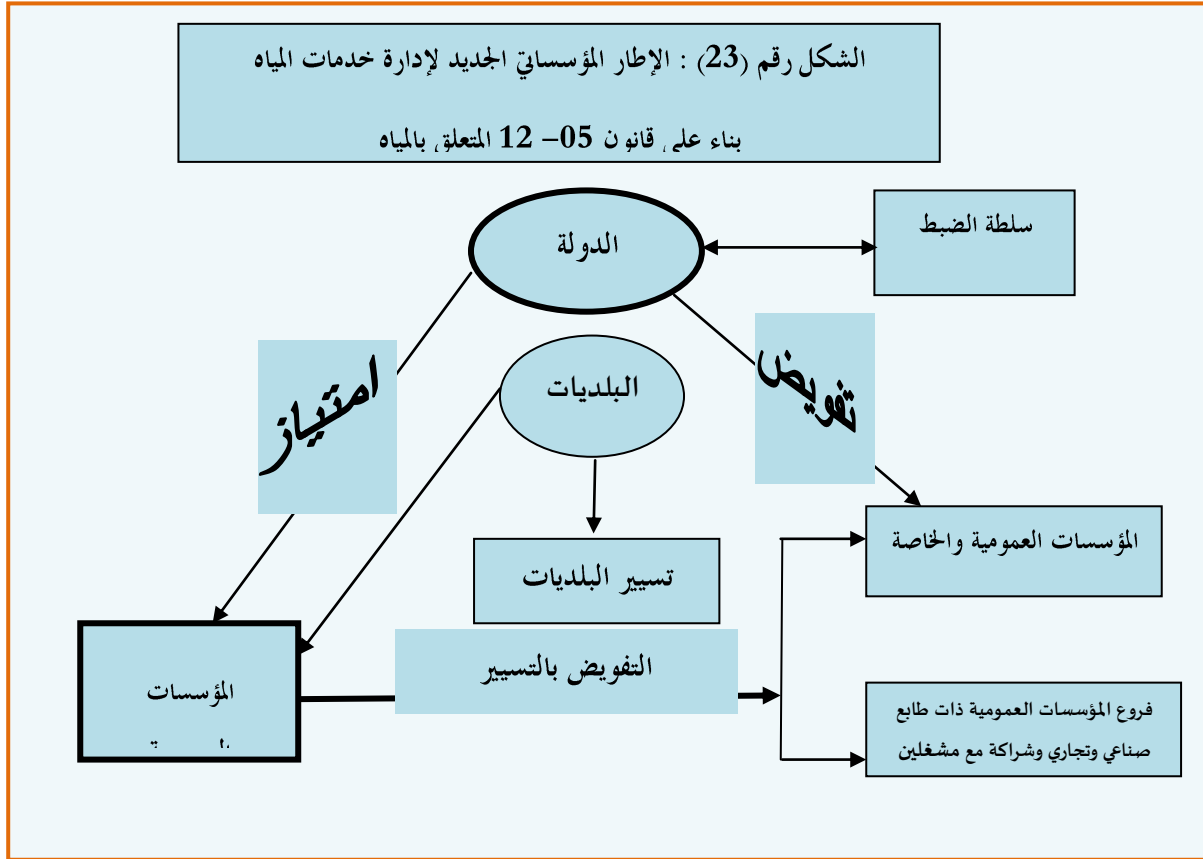 الشكل رقم (23) : الإطار المؤسساتي الجديد لإدارة خدمات المياه
بناء على قانون 05– 12 المتعلق بالمياه
الدولة
سلطة الضبط
امتياز
البلديات
تفويض
المؤسسات العمومية والخاصة
تسيير البلديات
التفويض بالتسيير
المؤسسات
فروع المؤسسات العمومية ذات طابع
صناعي وتجاري وشراكة مع مشغلين